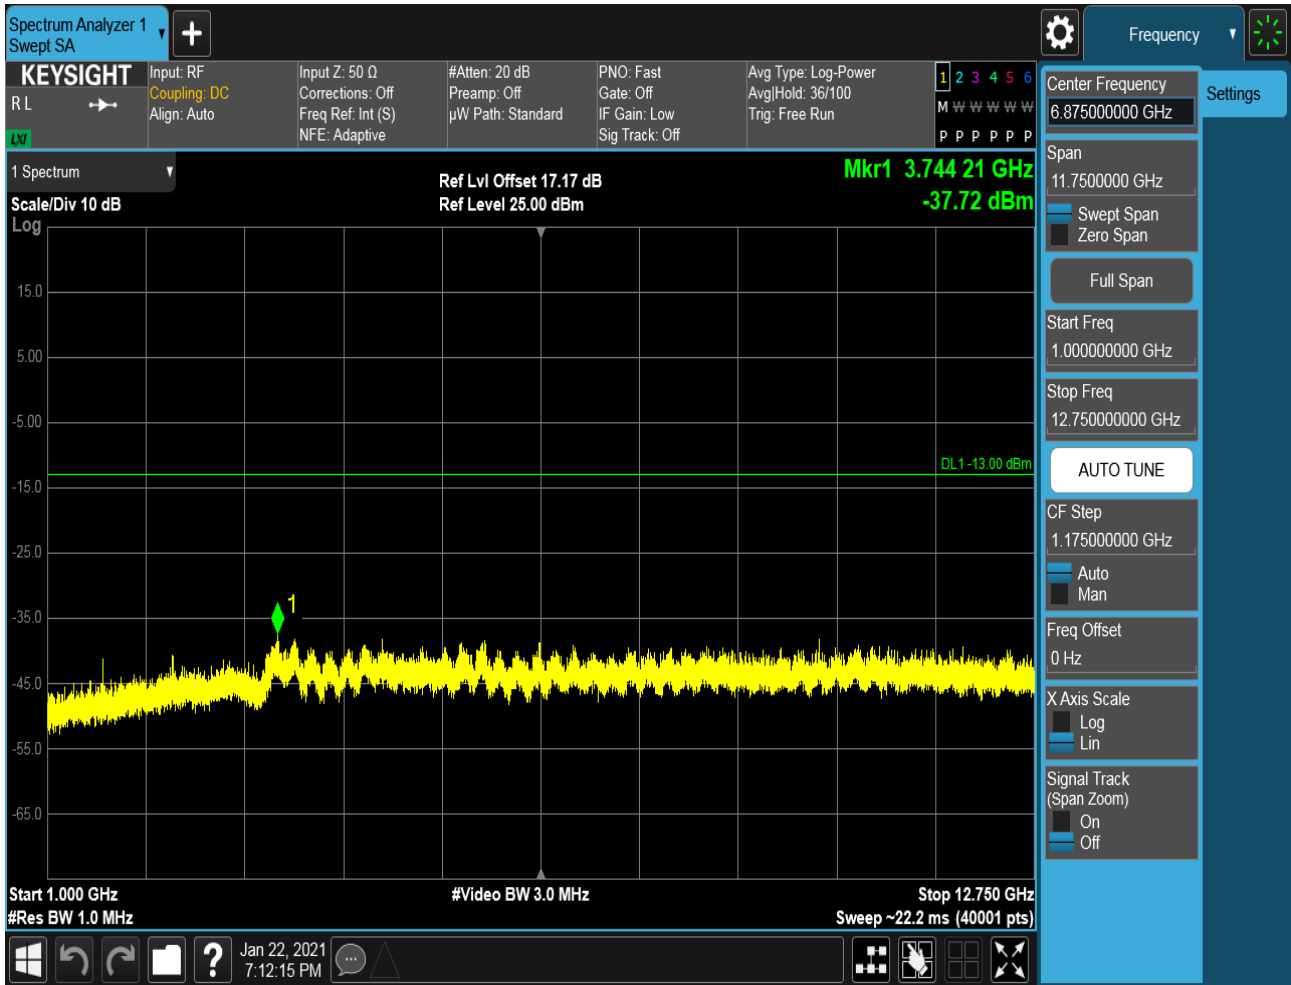 Spectrum Analyzer 1
Swept SA
Frequency
KEYSIGHT
R L
LXI
Input: RF
Coupling: DC
Align: Auto
Input Z: 50 Ω
Corrections: Off
Freq Ref: Int (S)
NFE: Adaptive
#Atten: 20 dB
Preamp: Off
µW Path: Standard
PNO: Fast
Gate: Off
IF Gain: Low
Sig Track: Off
Avg Type: Log-Power
Avg|Hold: 36/100
Trig: Free Run
1 2 3 4 5 6
M W W W W W
P P P P P P
1 Spectrum
Scale/Div 10 dB
Log
Ref Lvl Offset 17.17 dB
Ref Level 25.00 dBm
Mkr1 3.744 21 GHz
-37.72 dBm
15.0
5.00
-5.00
DL1 -13.00 dBm
-15.0
-25.0
1
-35.0
-45.0
-55.0
-65.0
Start 1.000 GHz
#Res BW 1.0 MHz
#Video BW 3.0 MHz
Stop 12.750 GHz
Sweep ~22.2 ms (40001 pts)
?
Jan 22, 2021
7:12:15 PM
Center Frequency
6.875000000 GHz
Settings
Span
11.7500000 GHz
Swept Span
Zero Span
Full Span
Start Freq
1.000000000 GHz
Stop Freq
12.750000000 GHz
AUTO TUNE
CF Step
1.175000000 GHz
Auto
Man
Freq Offset
0 Hz
X Axis Scale
Log
Lin
Signal Track
(Span Zoom)
On
Off